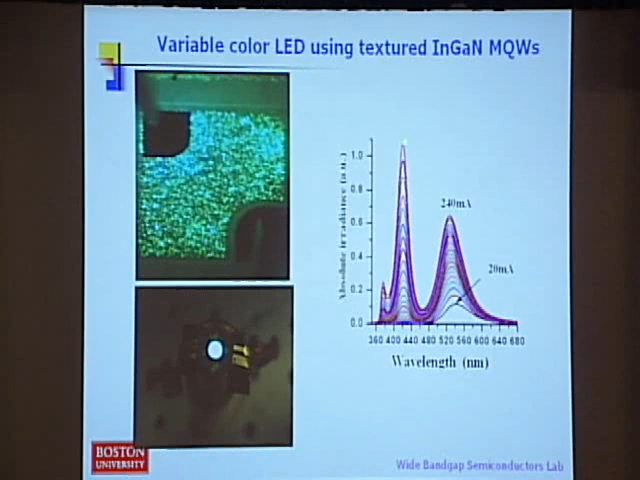 Variable color LED using textured InGaN MQWs
Absolute irradiance (a.u.)
1.0
0.8
0.6
0.4
0.2
0.0
240mA
20mA
360 400 440 480 520 560 600 640 680
Wavelength (nm)
BOSTON
UNIVERSITY
Wide Bandgap Semiconductors Lab